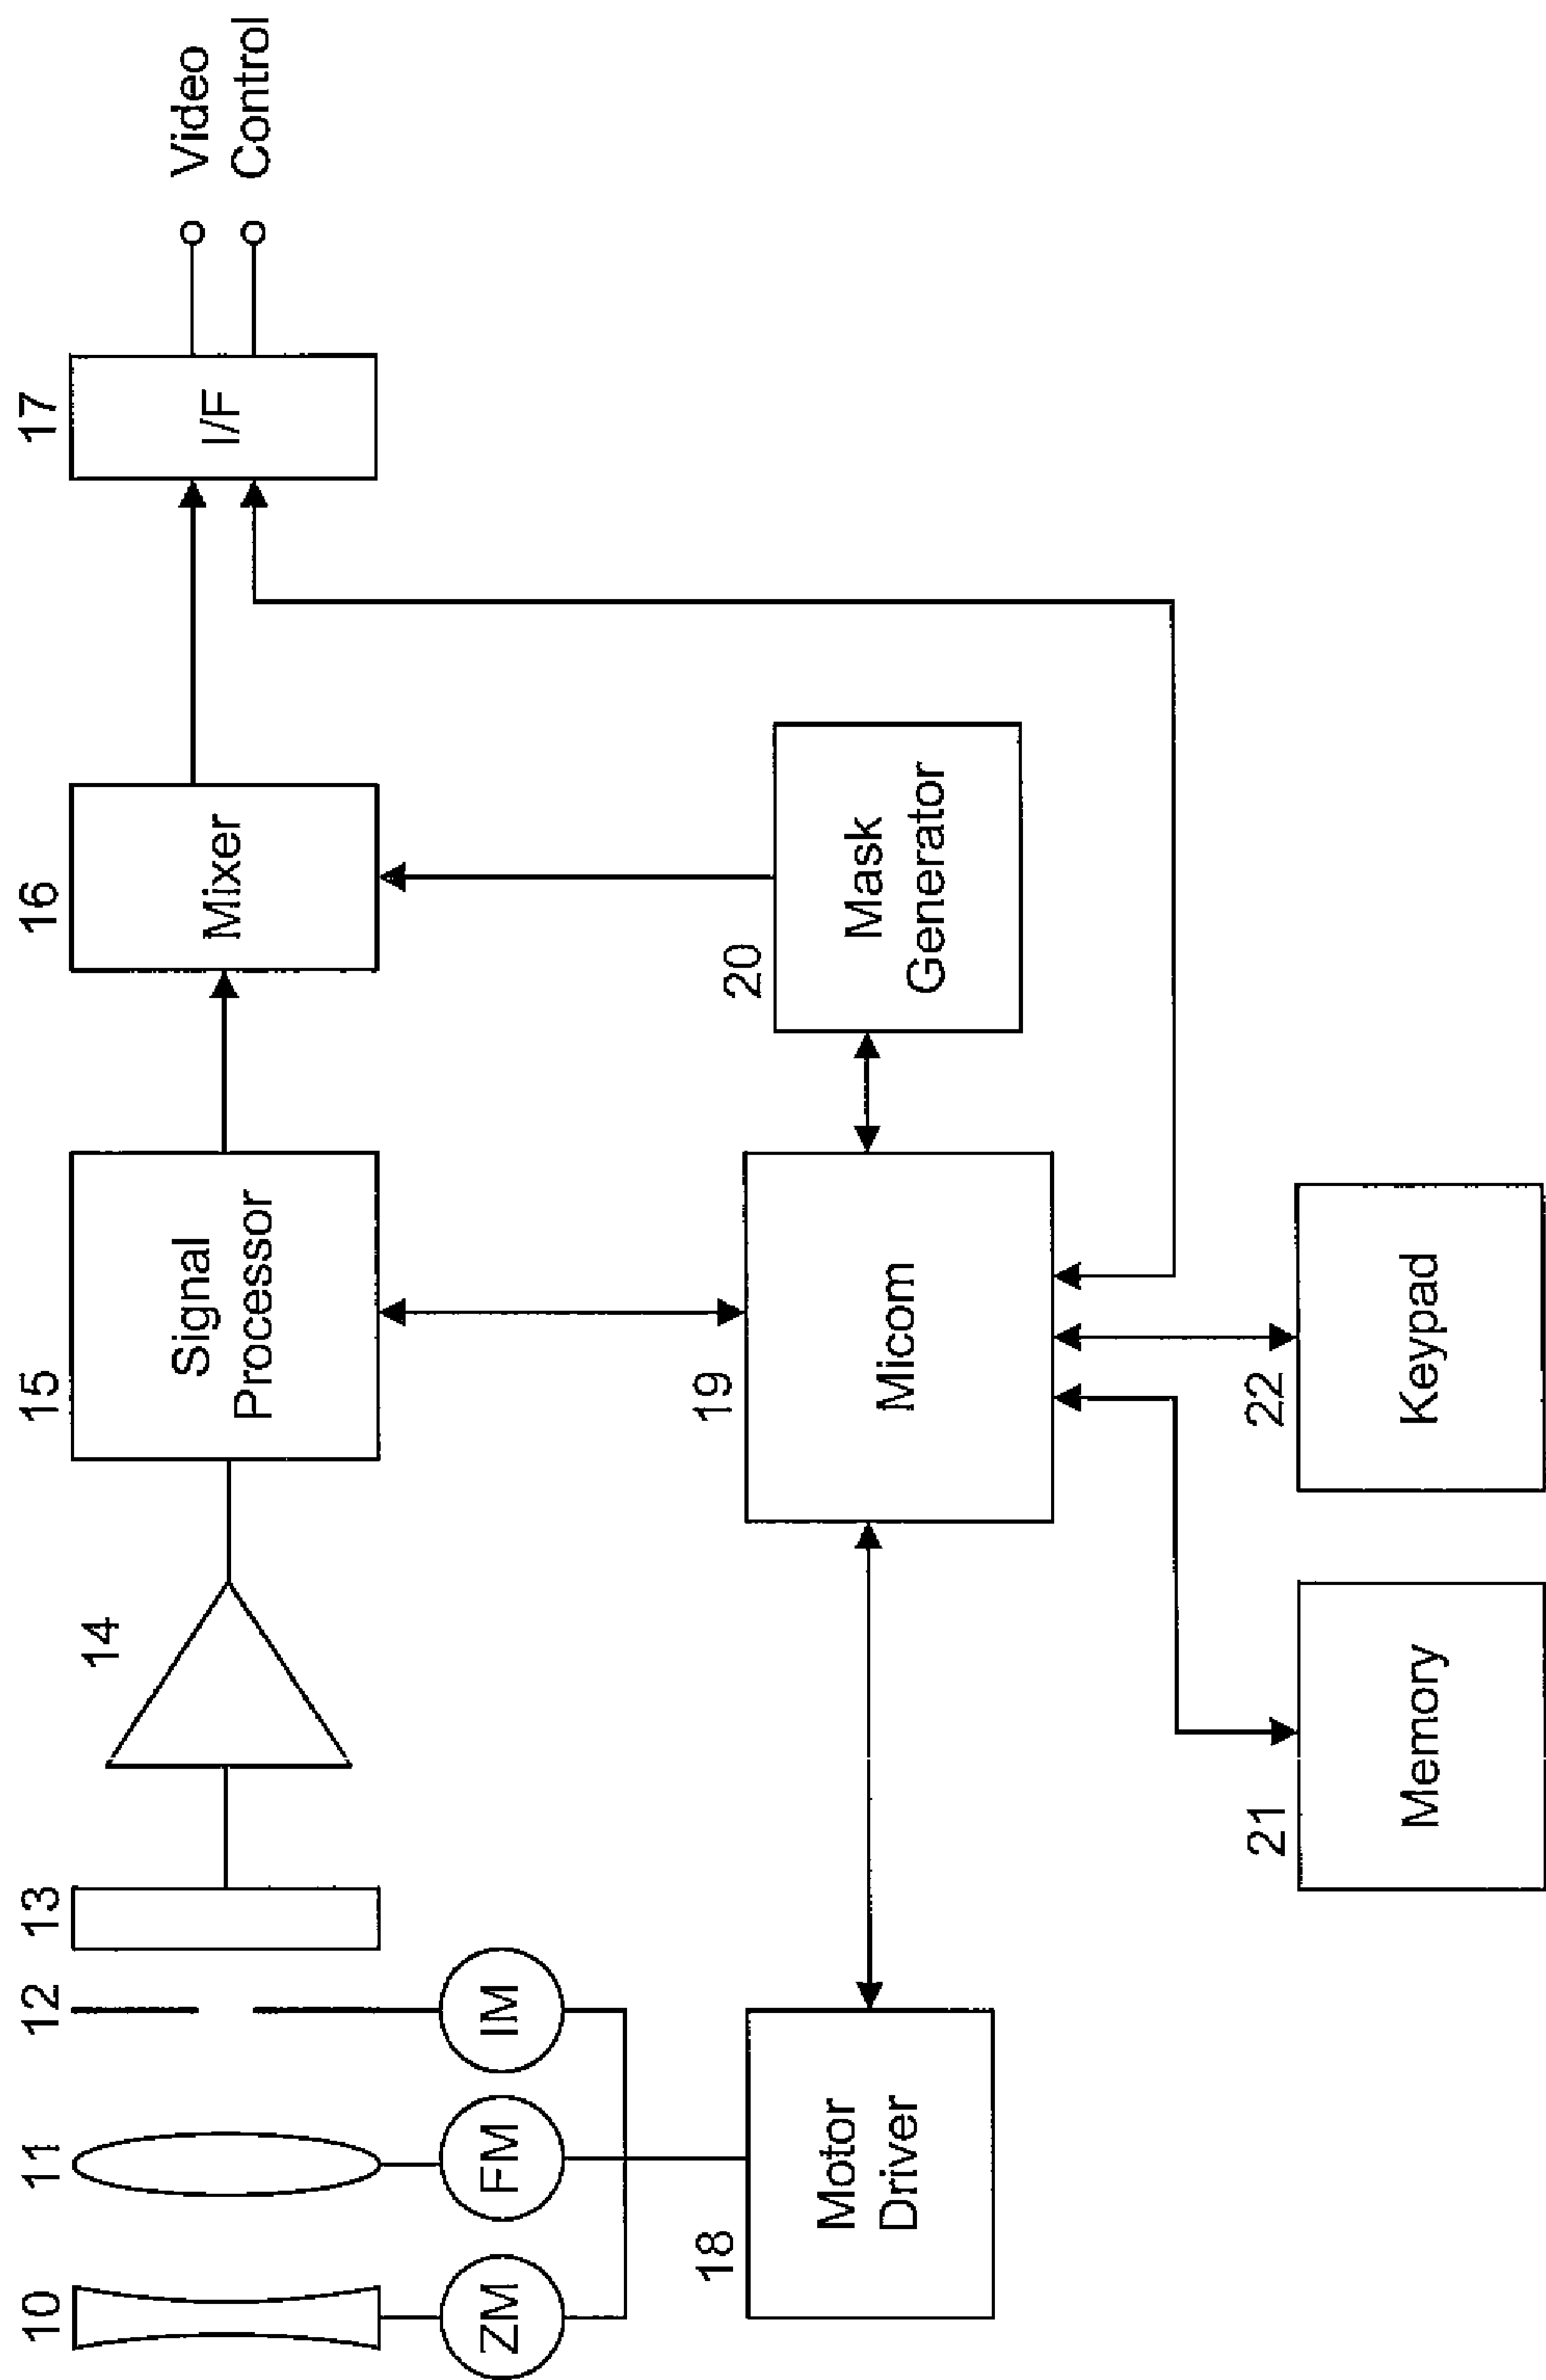 10
11
12
13
14
15
16
17
Signal
Processor
Mixer
I/F
Video
Control
ZM
FM
IM
18
Motor
Driver
19
Micom
20
Mask
Generator
21
Memory
22
Keypad